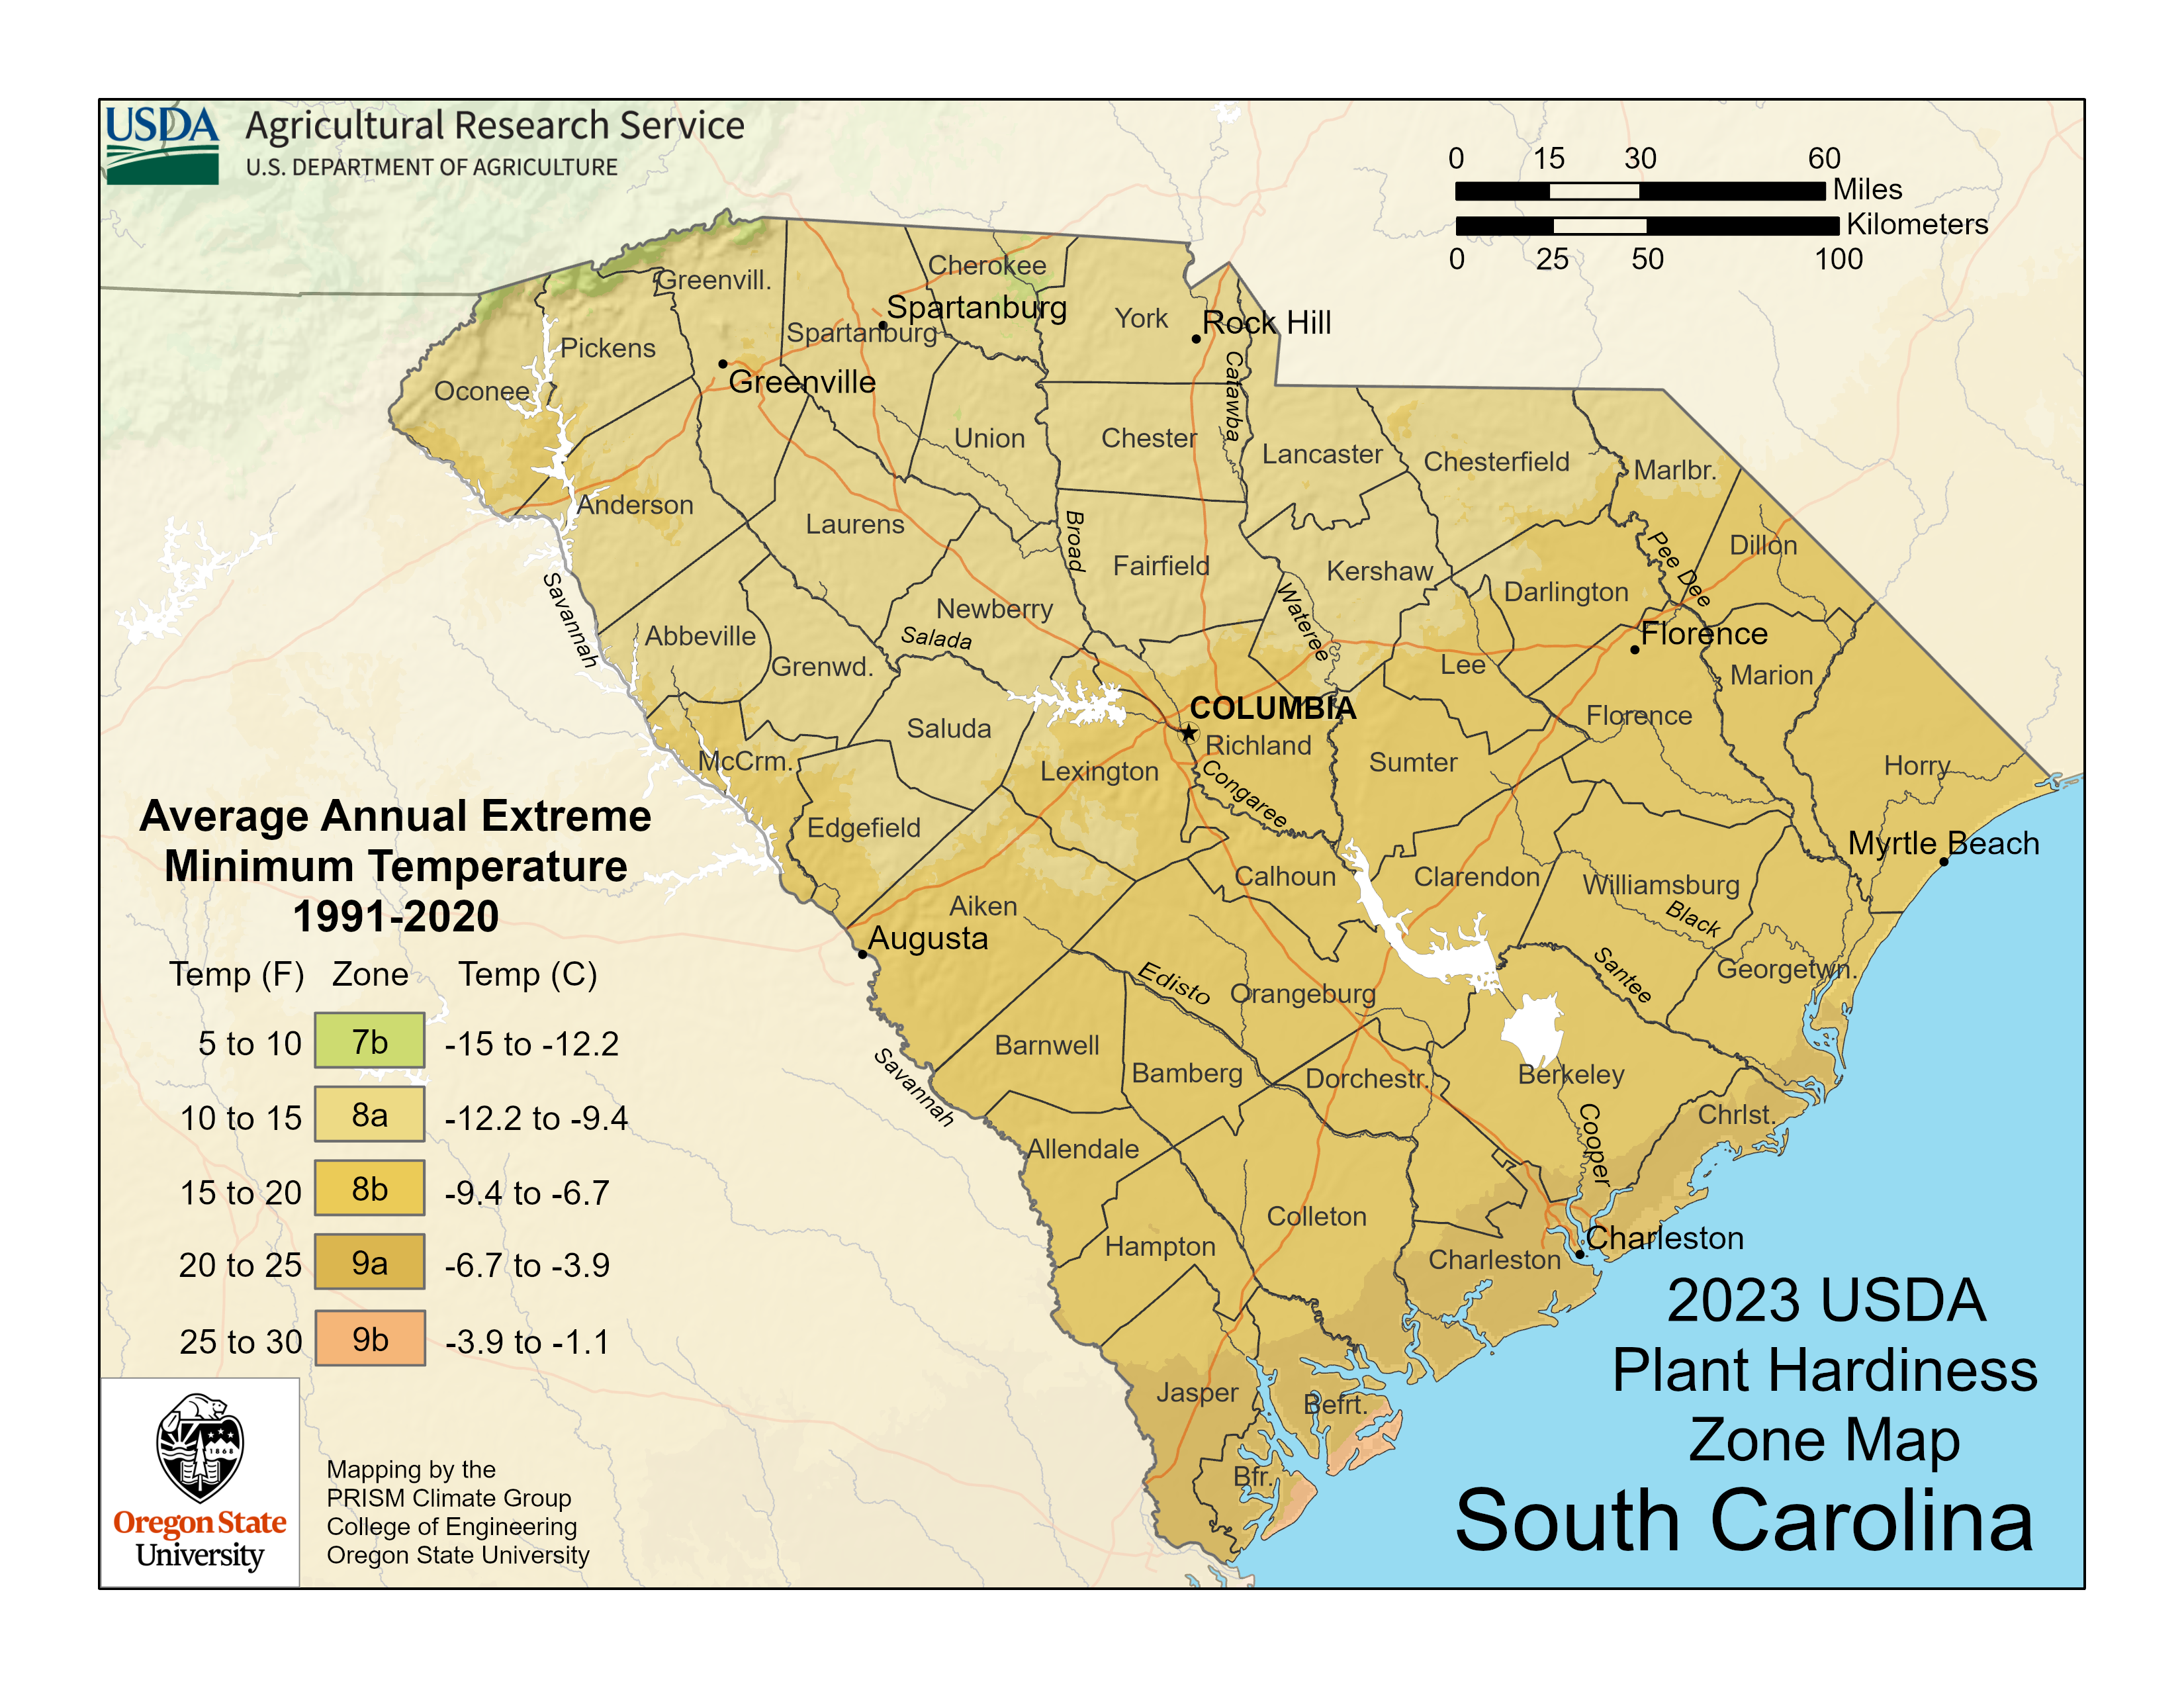 USDA
Agricultural Research Service
U.S. DEPARTMENT OF AGRICULTURE
0 15 30 60
Miles
Kilometers
0 25 50 100
Greenvill.
Cherokee
Spartanburg
Spartanburg
York
Rock Hill
Pickens
Greenville
Oconee
Catawba
Union
Chester
Lancaster
Chesterfield
Marlbr.
Anderson
Laurens
Broad
Fairfield
Kershaw
Pee Dee
Dillon
Darlington
Savannah
Newberry
Salada
Wateree
Abbeville
Grenwd.
Lee
Florence
Marion
Saluda
COLUMBIA
Richland
Florence
McCrm.
Lexington
Congaree
Sumter
Horry
Edgefield
Myrtle Beach
Calhoun
Clarendon
Williamsburg
Black
Aiken
Augusta
Edisto
Orangeburg
Santee
Georgetwn.
Barnwell
Bamberg
Dorchestr.
Berkeley
Savannah
Cooper
Chrlst.
Allendale
Hampton
Colleton
Charleston
Charleston
Jasper
Befrt.
Bfr.
Average Annual Extreme
Minimum Temperature
1991-2020
Temp (F) Zone Temp (C)
5 to 10 7b -15 to -12.2
10 to 15 8a -12.2 to -9.4
15 to 20 8b -9.4 to -6.7
20 to 25 9a -6.7 to -3.9
25 to 30 9b -3.9 to -1.1
1868
Oregon State
University
Mapping by the
PRISM Climate Group
College of Engineering
Oregon State University
2023 USDA
Plant Hardiness
Zone Map
South Carolina